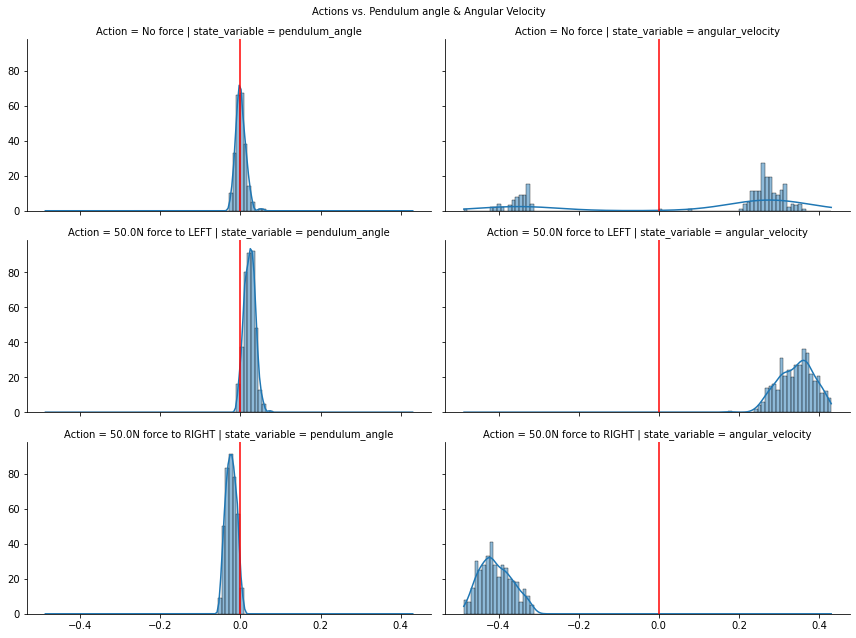 Actions vs. Pendulum angle & Angular Velocity
Action = No force | state_variable = pendulum_angle
Action = No force | state_variable = angular_velocity
80
60
40
20
0
Action = 50.0N force to LEFT | state_variable = pendulum_angle
Action = 50.0N force to LEFT | state_variable = angular_velocity
80
60
40
20
0
Action = 50.0N force to RIGHT | state_variable = pendulum_angle
Action = 50.0N force to RIGHT | state_variable = angular_velocity
80
60
40
20
0
−0.4 −0.2 0.0 0.2 0.4
−0.4 −0.2 0.0 0.2 0.4